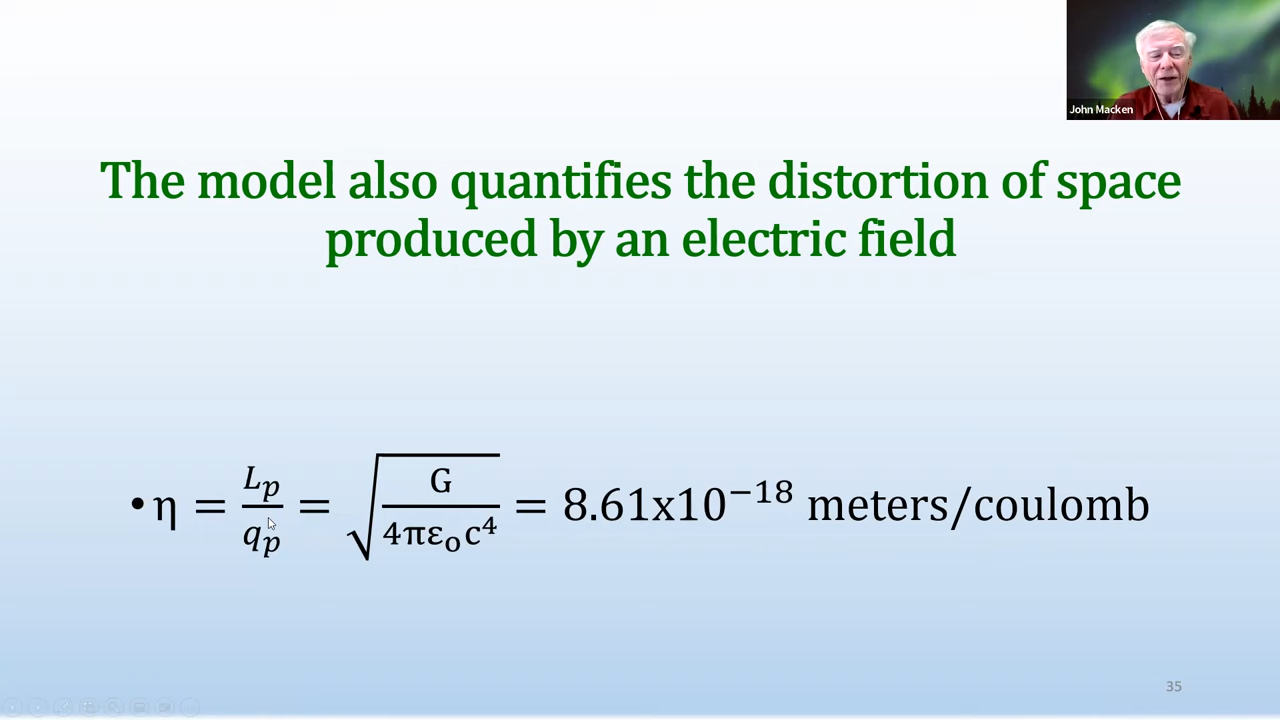 John Macken
The model also quantifies the distortion of space
produced by an electric field
• η = Lₚ/qₚ = √(G/4πεₒc⁴) = 8.61x10⁻¹⁸ meters/coulomb
35